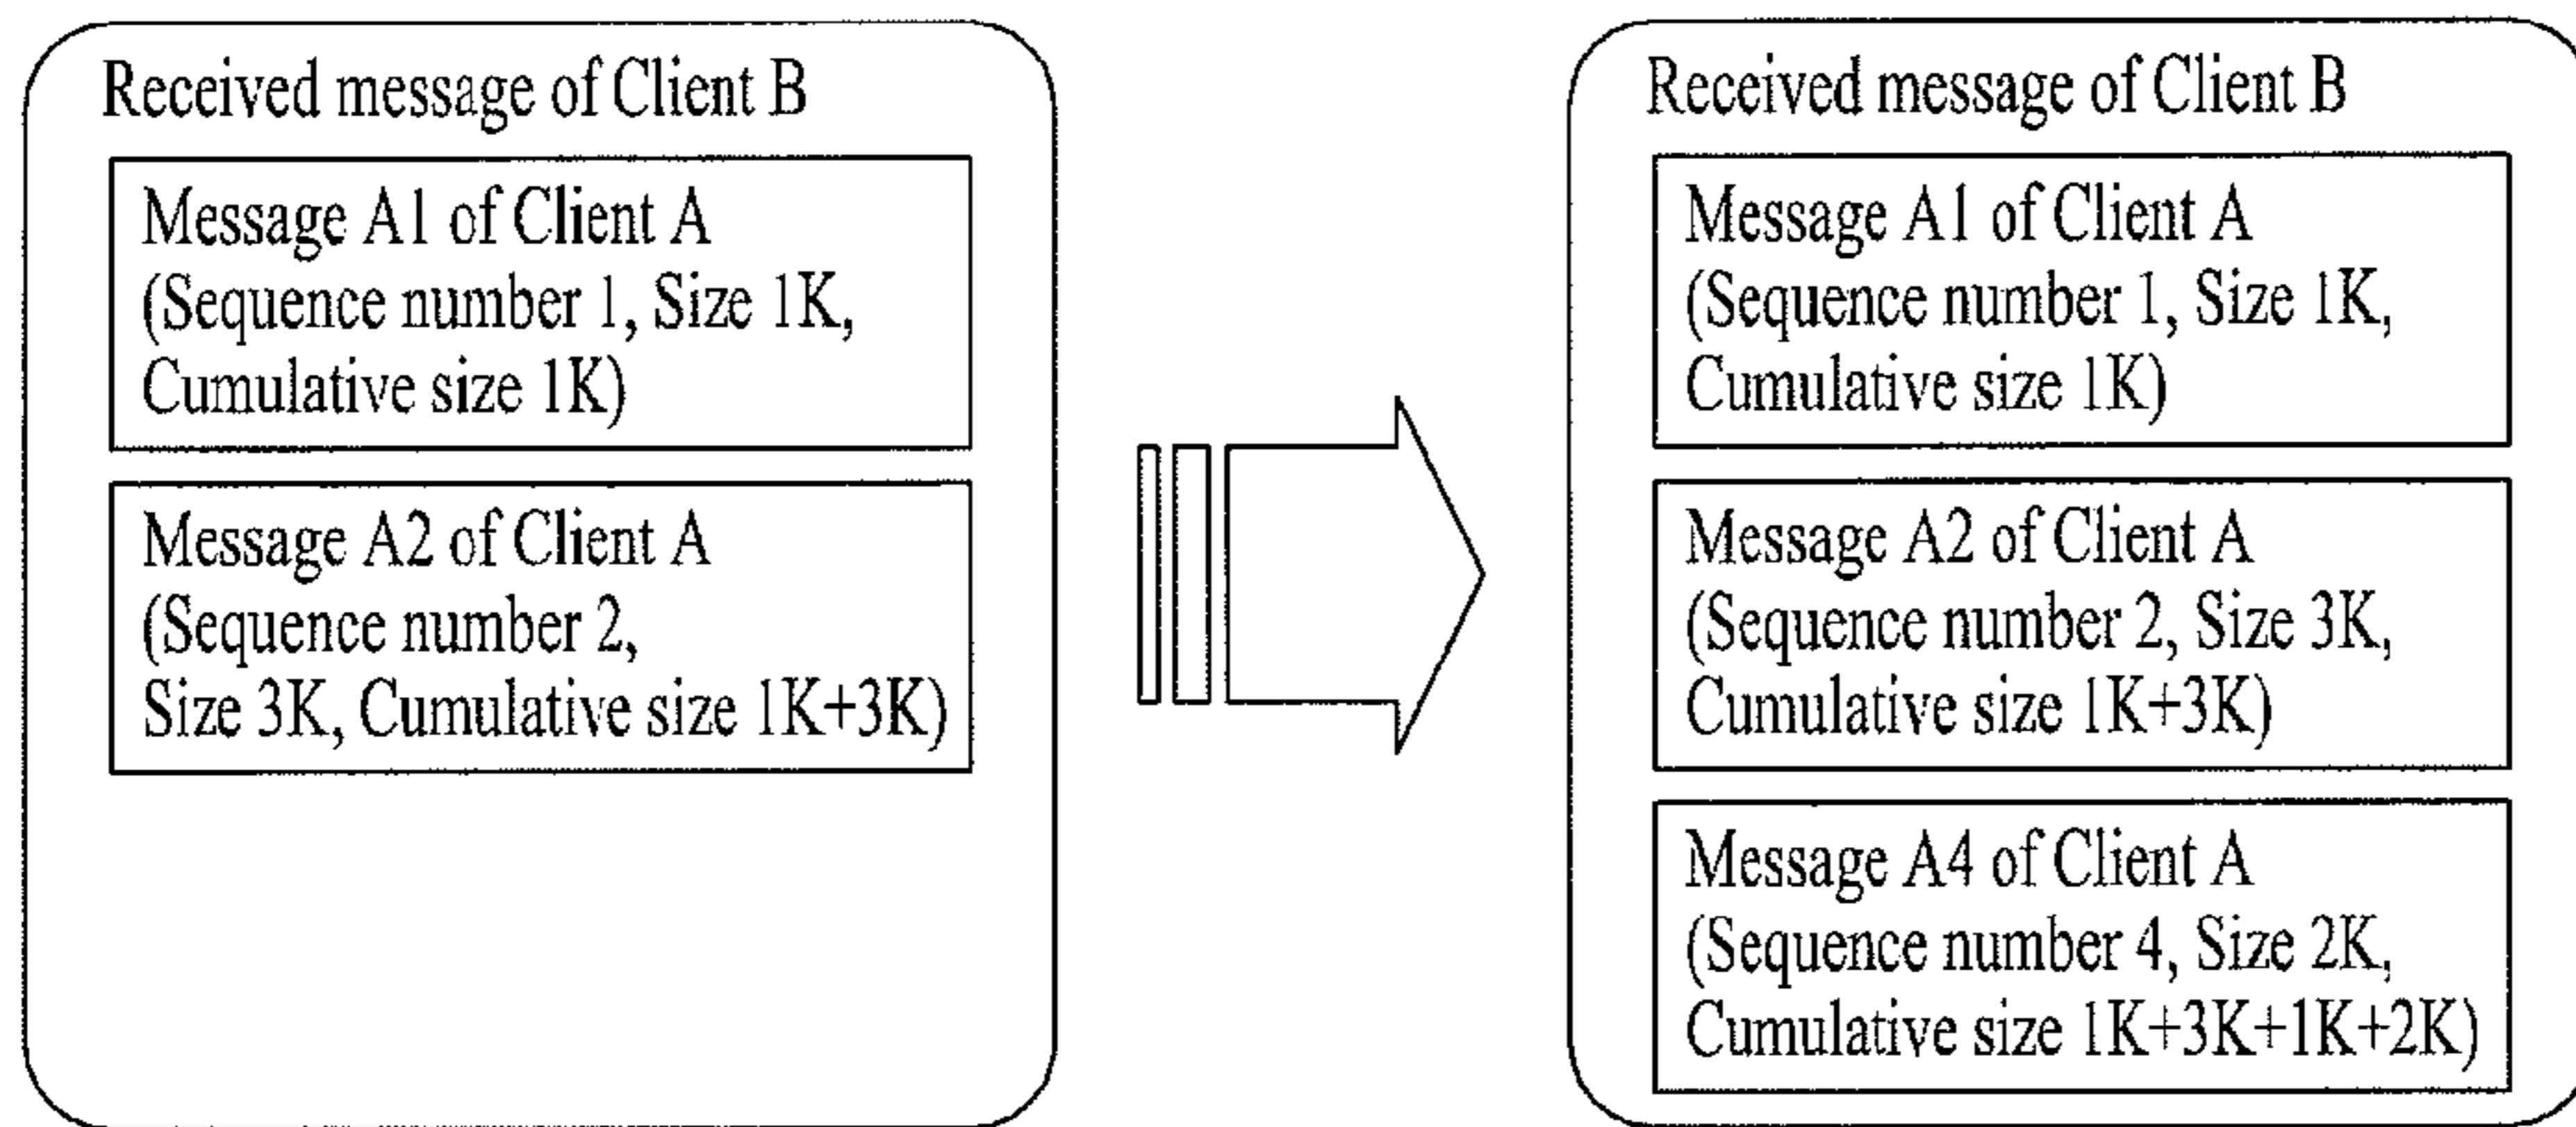 Received message of Client B
Message A1 of Client A
(Sequence number 1, Size 1K,
Cumulative size 1K)
Message A2 of Client A
(Sequence number 2,
Size 3K, Cumulative size 1K+3K)
Received message of Client B
Message A1 of Client A
(Sequence number 1, Size 1K,
Cumulative size 1K)
Message A2 of Client A
(Sequence number 2, Size 3K,
Cumulative size 1K+3K)
Message A4 of Client A
(Sequence number 4, Size 2K,
Cumulative size 1K+3K+1K+2K)